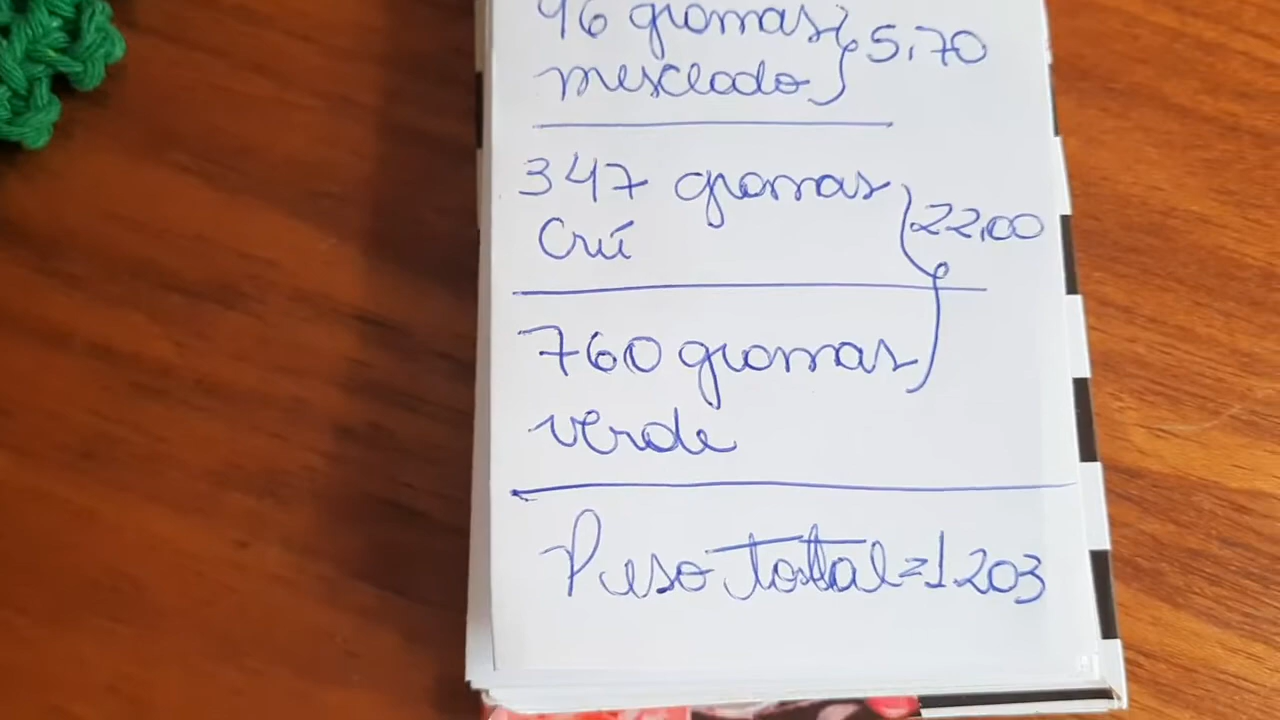 96 gramas 5,70
mesclado
347 gramas 22,00
Crú
760 gramas
verde
Peso total=1.203